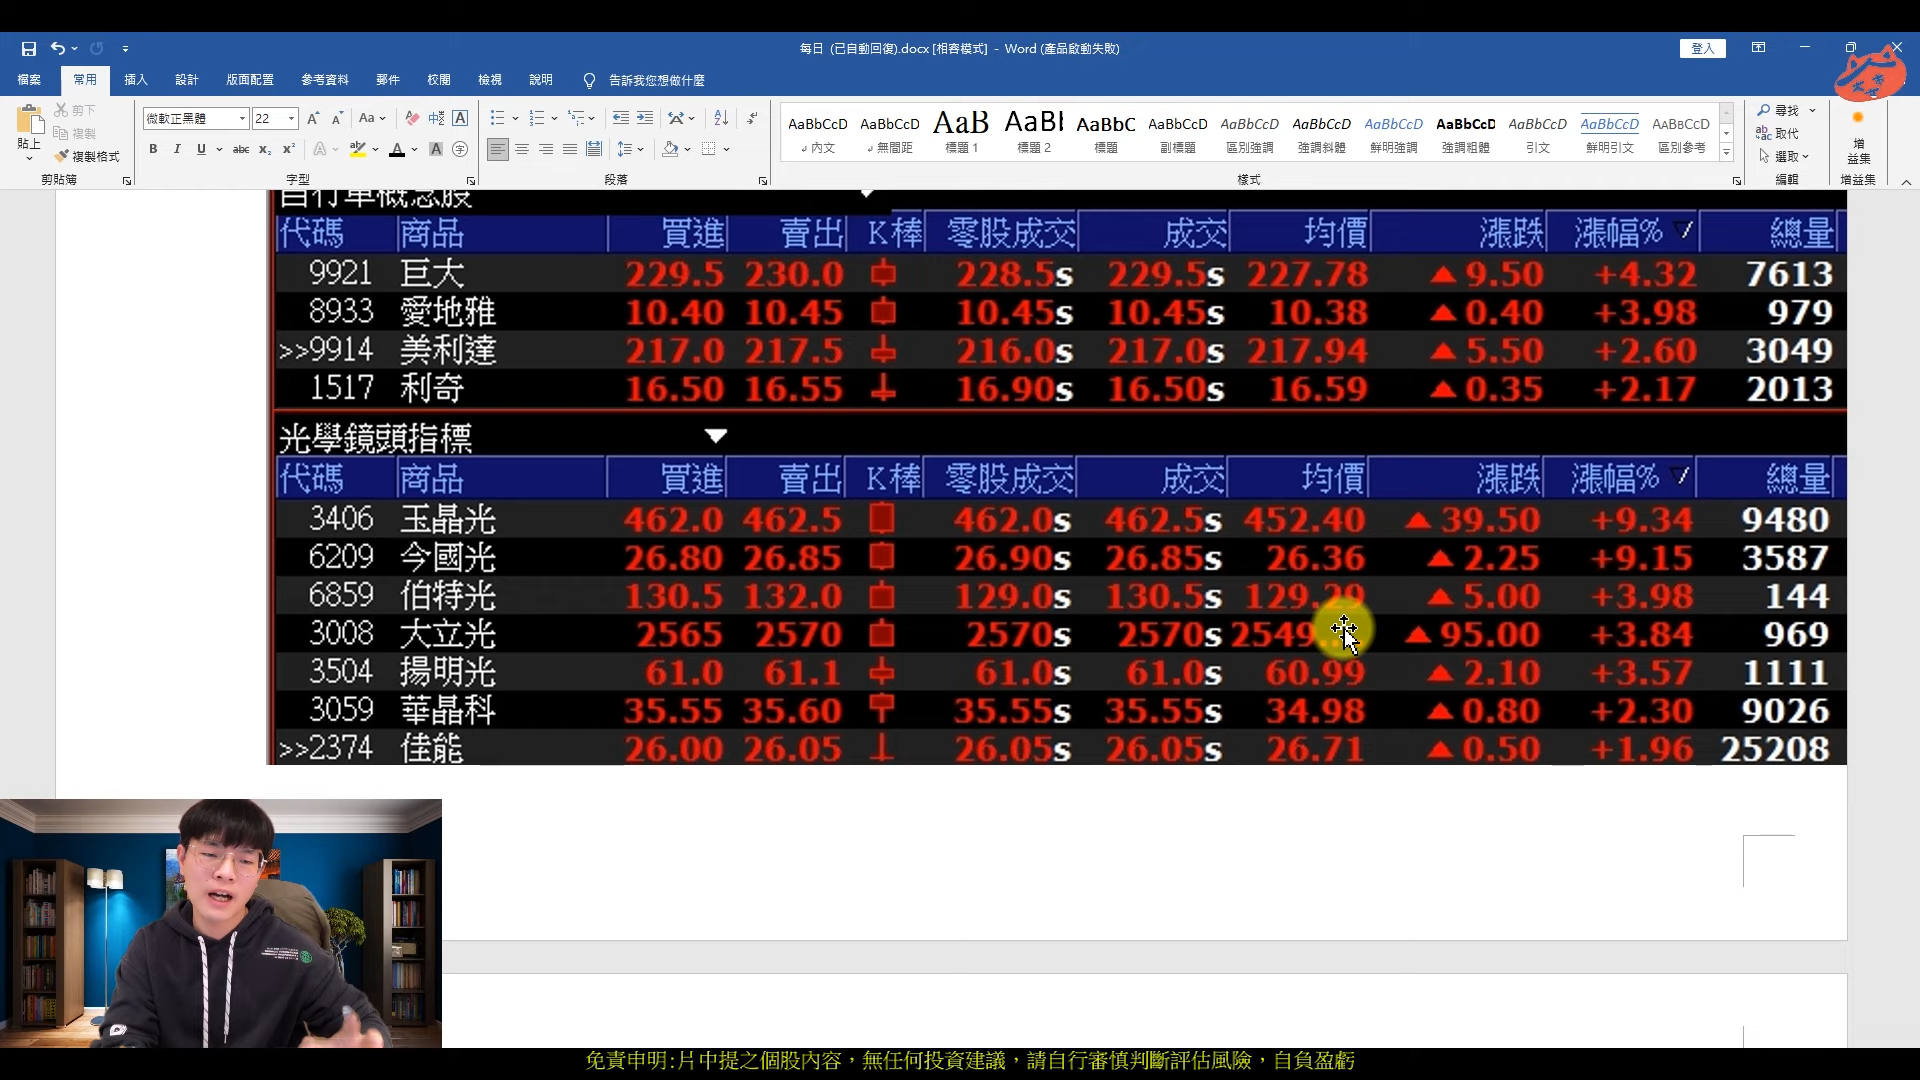 每日 (已自動回復).docx [相容模式] - Word (產品啟動失敗)
登入
檔案 常用 插入 設計 版面配置 參考資料 郵件 校閱 檢視 說明 告訴我您想做什麼
貼上
剪下
複製
複製格式
剪貼簿
微軟正黑體 22
字型
段落
AaBbCcD AaBbCcD AaB AaBl AaBbC AaBbCcD AaBbCcD AaBbCcD AaBbCcD AaBbCcD AaBbCcD AaBbCcD AaBbCcD
內文 無間距 標題 1 標題 2 標題 副標題 區別強調 強調斜體 鮮明強調 強調粗體 引文 鮮明引文 區別參考
樣式
尋找
取代
選取
編輯
增益集
增益集
自行車概念股
代碼 商品 買進 賣出 K棒 零股成交 成交 均價 漲跌 漲幅% 總量
9921 巨大 229.5 230.0 228.5s 229.5s 227.78 ▲ 9.50 +4.32 7613
8933 愛地雅 10.40 10.45 10.45s 10.45s 10.38 ▲ 0.40 +3.98 979
>>9914 美利達 217.0 217.5 216.0s 217.0s 217.94 ▲ 5.50 +2.60 3049
1517 利奇 16.50 16.55 16.90s 16.50s 16.59 ▲ 0.35 +2.17 2013
光學鏡頭指標
代碼 商品 買進 賣出 K棒 零股成交 成交 均價 漲跌 漲幅% 總量
3406 玉晶光 462.0 462.5 462.0s 462.5s 452.40 ▲ 39.50 +9.34 9480
6209 今國光 26.80 26.85 26.90s 26.85s 26.36 ▲ 2.25 +9.15 3587
6859 伯特光 130.5 132.0 129.0s 130.5s 129.29 ▲ 5.00 +3.98 144
3008 大立光 2565 2570 2570s 2570s 2549 ▲ 95.00 +3.84 969
3504 揚明光 61.0 61.1 61.0s 61.0s 60.99 ▲ 2.10 +3.57 1111
3059 華晶科 35.55 35.60 35.55s 35.55s 34.98 ▲ 0.80 +2.30 9026
>>2374 佳能 26.00 26.05 26.05s 26.05s 26.71 ▲ 0.50 +1.96 25208
免責申明:片中提之個股內容，無任何投資建議，請自行審慎判斷評估風險，自負盈虧